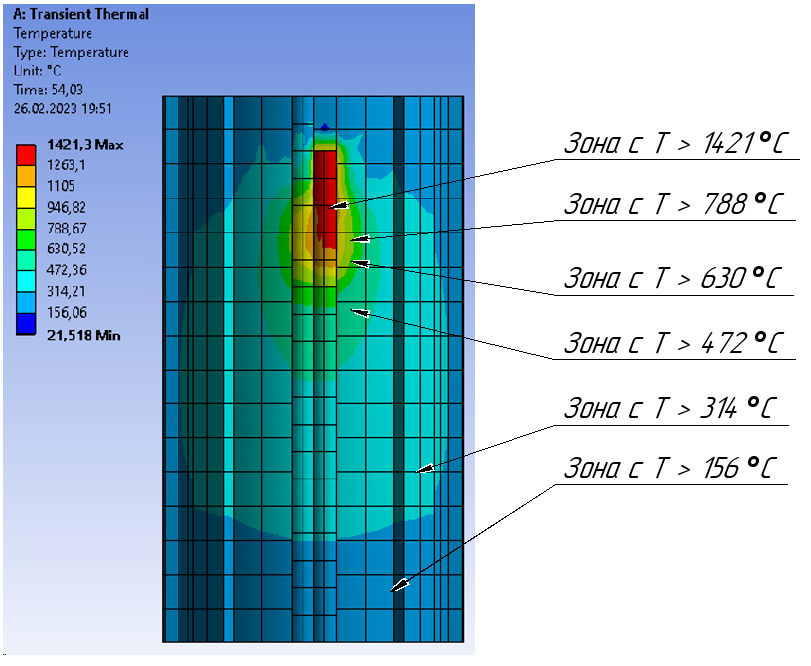 A: Transient Thermal
Temperature
Type: Temperature
Unit: °C
Time: 54,03
26.02.2023 19:51
1421,3 Max
1263,1
1105
946,82
788,67
630,52
472,36
314,21
156,06
21,518 Min
Зона с T > 1421°C
Зона с T > 788 °C
Зона с T > 630 °C
Зона с T > 472 °C
Зона с T > 314 °C
Зона с T > 156 °C